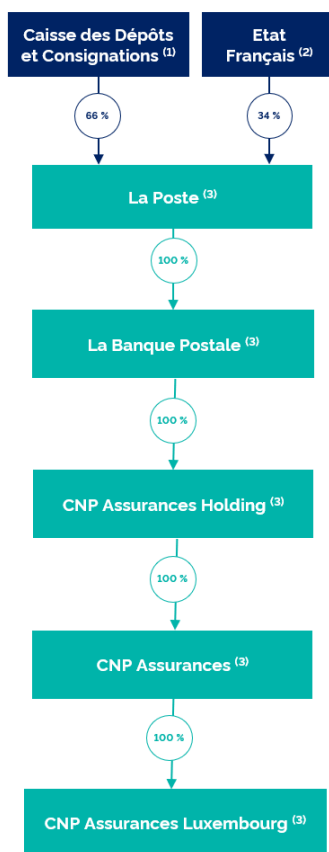 Caisse des Dépôts
et Consignations (1)
Etat
Français (2)
66 %
34 %
La Poste (3)
100 %
La Banque Postale (3)
100 %
CNP Assurances Holding (3)
100 %
CNP Assurances (3)
100 %
CNP Assurances Luxembourg (3)